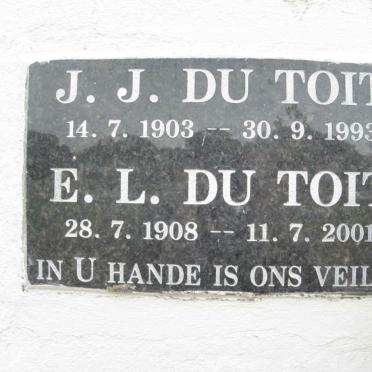 J. J. DU TOIT
14. 7. 1903 -- 30. 9. 1993
E. L. DU TOIT
28. 7. 1908 -- 11. 7. 2001
IN U HANDE IS ONS VEIL